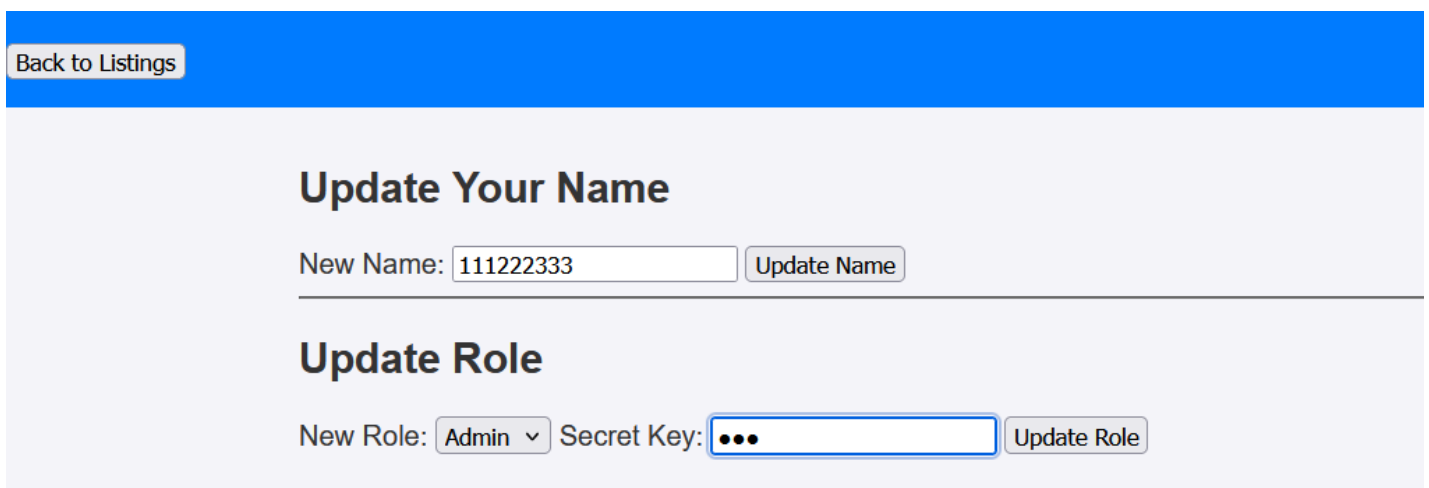 Back to Listings
Update Your Name
New Name: 111222333 Update Name
Update Role
New Role: Admin Secret Key: ●●● Update Role